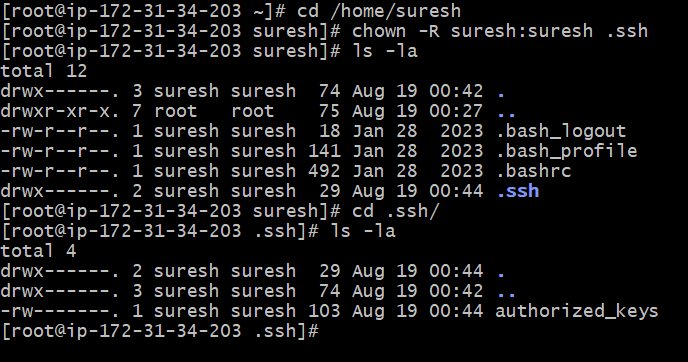 [root@ip-172-31-34-203 ~]# cd /home/suresh
[root@ip-172-31-34-203 suresh]# chown -R suresh:suresh .ssh
[root@ip-172-31-34-203 suresh]# ls -la
total 12
drwx------. 3 suresh suresh  74 Aug 19 00:42 .
drwxr-xr-x. 7 root   root    75 Aug 19 00:27 ..
-rw-r--r--. 1 suresh suresh  18 Jan 28  2023 .bash_logout
-rw-r--r--. 1 suresh suresh 141 Jan 28  2023 .bash_profile
-rw-r--r--. 1 suresh suresh 492 Jan 28  2023 .bashrc
drwx------. 2 suresh suresh  29 Aug 19 00:44 .ssh
[root@ip-172-31-34-203 suresh]# cd .ssh/
[root@ip-172-31-34-203 .ssh]# ls -la
total 4
drwx------. 2 suresh suresh  29 Aug 19 00:44 .
drwx------. 3 suresh suresh  74 Aug 19 00:42 ..
-rw-------. 1 suresh suresh 103 Aug 19 00:44 authorized_keys
[root@ip-172-31-34-203 .ssh]#